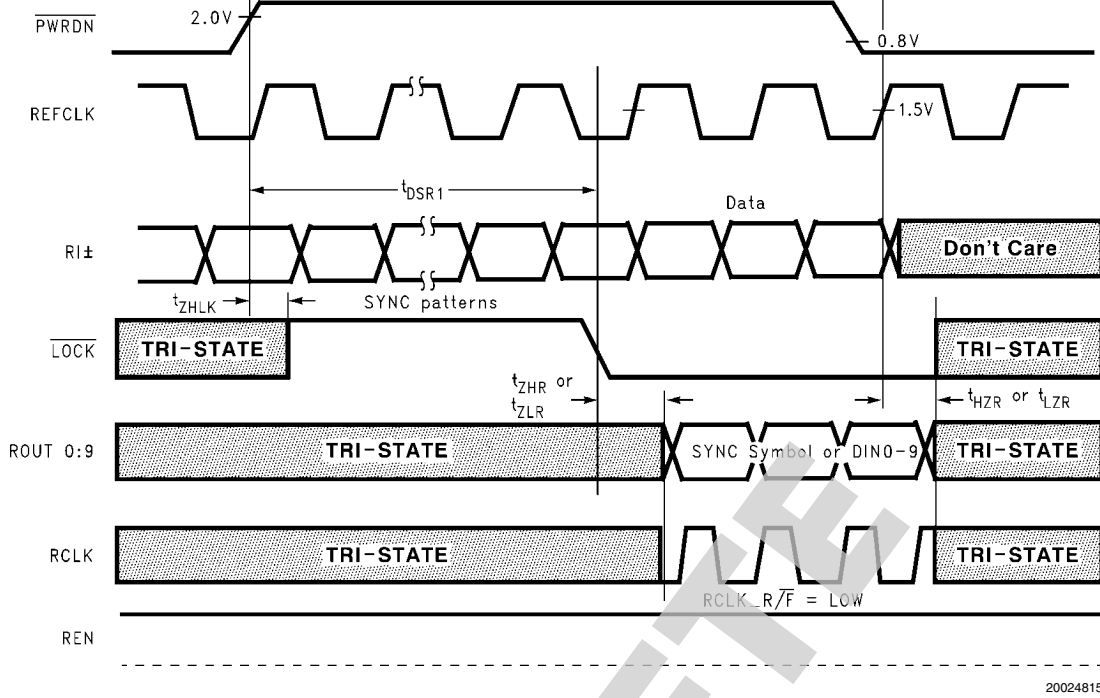 PWRDN
2.0V
0.8V
REFCLK
1.5V
tDSR1
Data
RI±
Don't Care
tZHLK
SYNC patterns
LOCK
TRI-STATE
TRI-STATE
tZHR or
tZLR
tHZR or tLZR
ROUT 0:9
TRI-STATE
SYNC Symbol or DIN0-9
TRI-STATE
RCLK
TRI-STATE
TRI-STATE
RCLK_R/F = LOW
REN
20024815